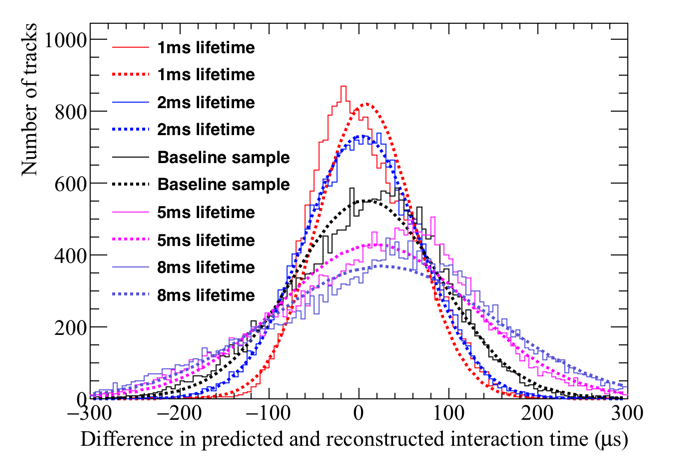 Number of tracks
1000
800
600
400
200
0
1ms lifetime
1ms lifetime
2ms lifetime
2ms lifetime
Baseline sample
Baseline sample
5ms lifetime
5ms lifetime
8ms lifetime
8ms lifetime
−300 −200 −100 0 100 200 300
Difference in predicted and reconstructed interaction time (μs)